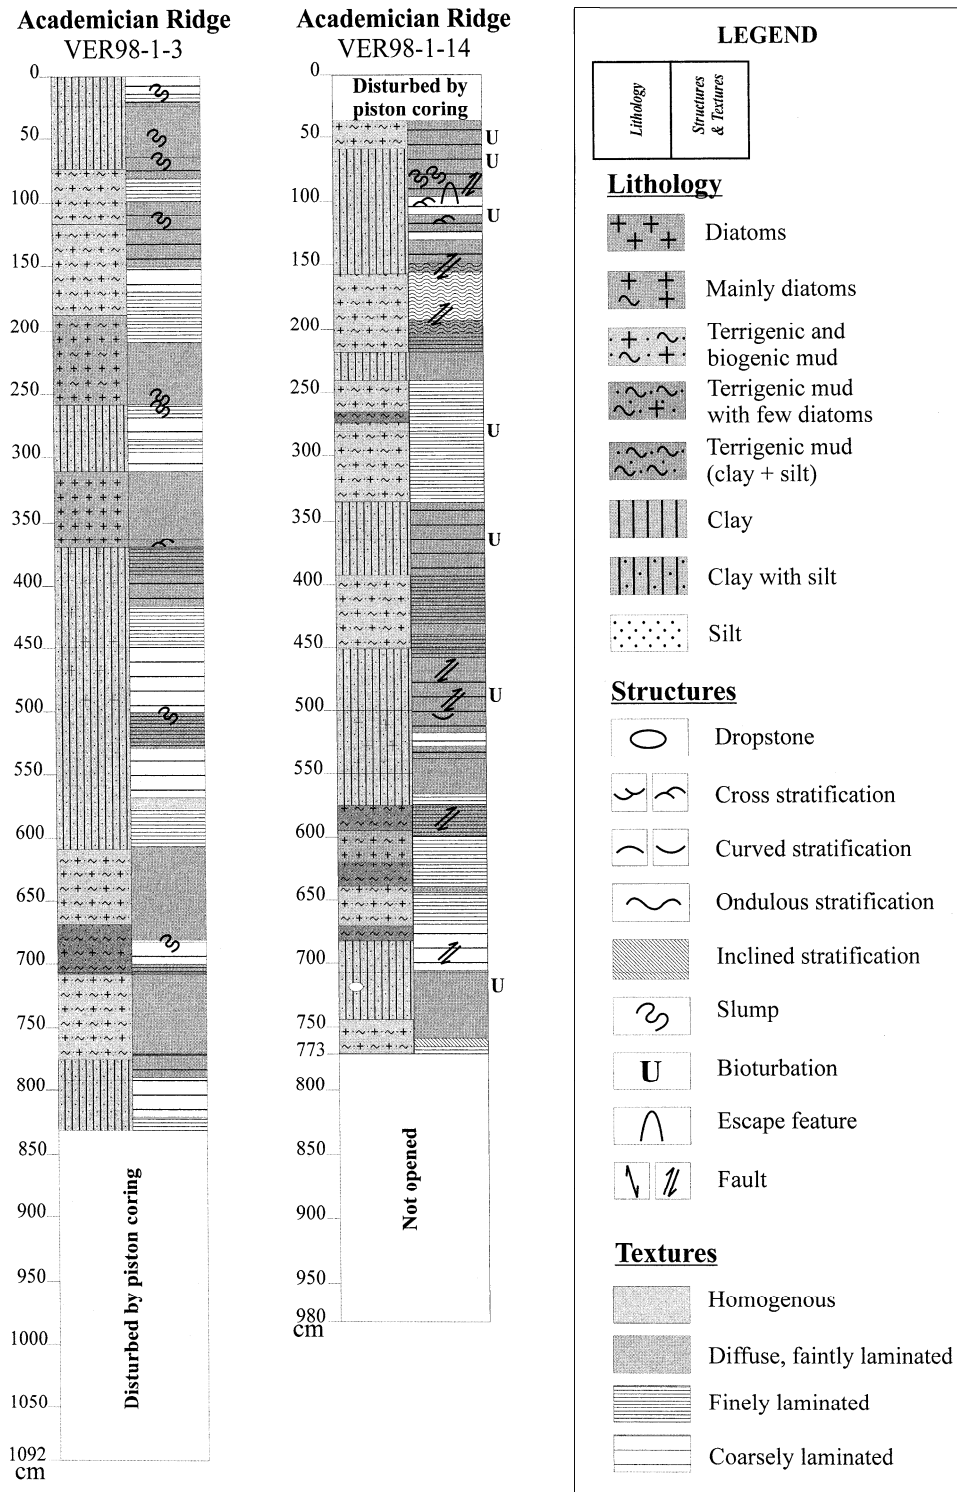 Academician Ridge
VER98-1-3
0
50
100
150
200
250
300
350
400
450
500
550
600
650
700
750
800
850
900
950
1000
1050
1092
cm
Disturbed by piston coring
Academician Ridge
VER98-1-14
0
50
100
150
200
250
300
350
400
450
500
550
600
650
700
750
773
800
850
900
950
980
cm
Disturbed by
piston coring
U
U
U
U
U
U
U
Not opened
LEGEND
Lithology
Structures
& Textures
Lithology
Diatoms
Mainly diatoms
Terrigenic and
biogenic mud
Terrigenic mud
with few diatoms
Terrigenic mud
(clay + silt)
Clay
Clay with silt
Silt
Structures
Dropstone
Cross stratification
Curved stratification
Ondulous stratification
Inclined stratification
Slump
U Bioturbation
Escape feature
Fault
Textures
Homogenous
Diffuse, faintly laminated
Finely laminated
Coarsely laminated